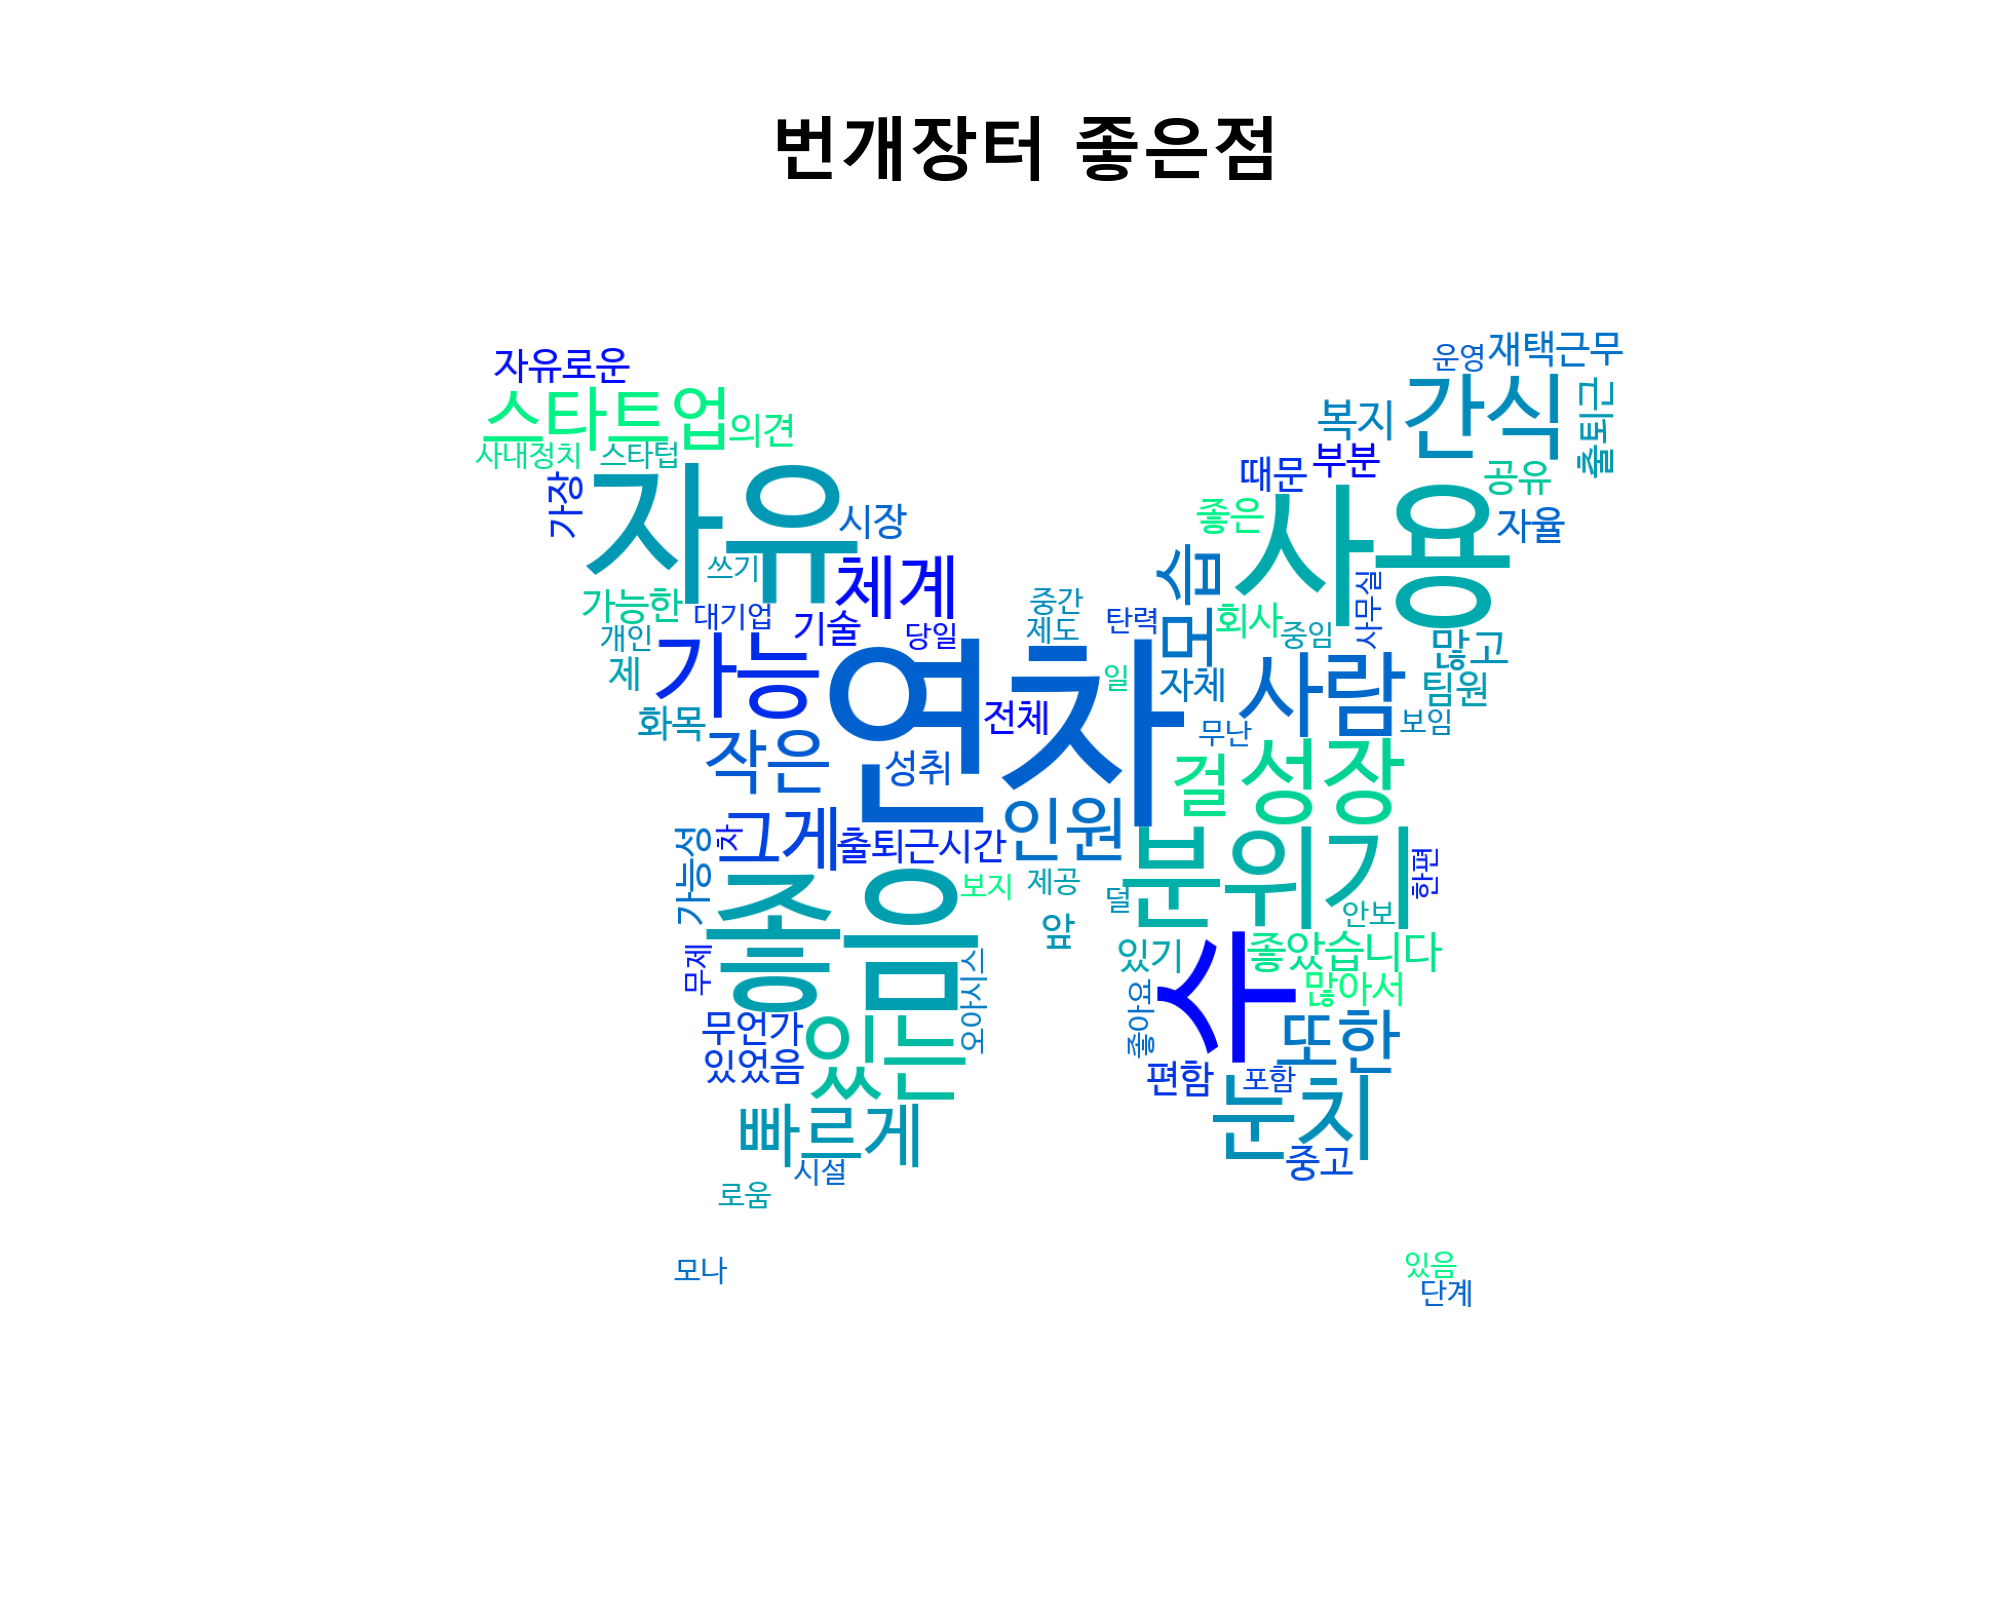 번개장터 좋은점
자유로운
운영
재택근무
스타트업
의견
복지
간식
출퇴근
사내정치
스타텁
때문
부분
공유
가장
자유
시장
좋은
사용
자율
쓰기
체계
모습
사무실
가능한
대기업
기술
당일
중간
제도
탄력
회사
중임
많고
개인
제
가능
연차
전체
일
자체
사람
팀원
화목
무난
보임
작은
성취
걸
성장
가능성
차
그게
출퇴근시간
인원
분위기
한편
좋음
보지
제공
덜
안보
무제
앞
있기
수
좋았습니다
오아시스
좋아요
많아서
무언가
있었음
있는
또한
편함
포함
빠르게
눈치
시설
중고
로움
모나
있음
단계